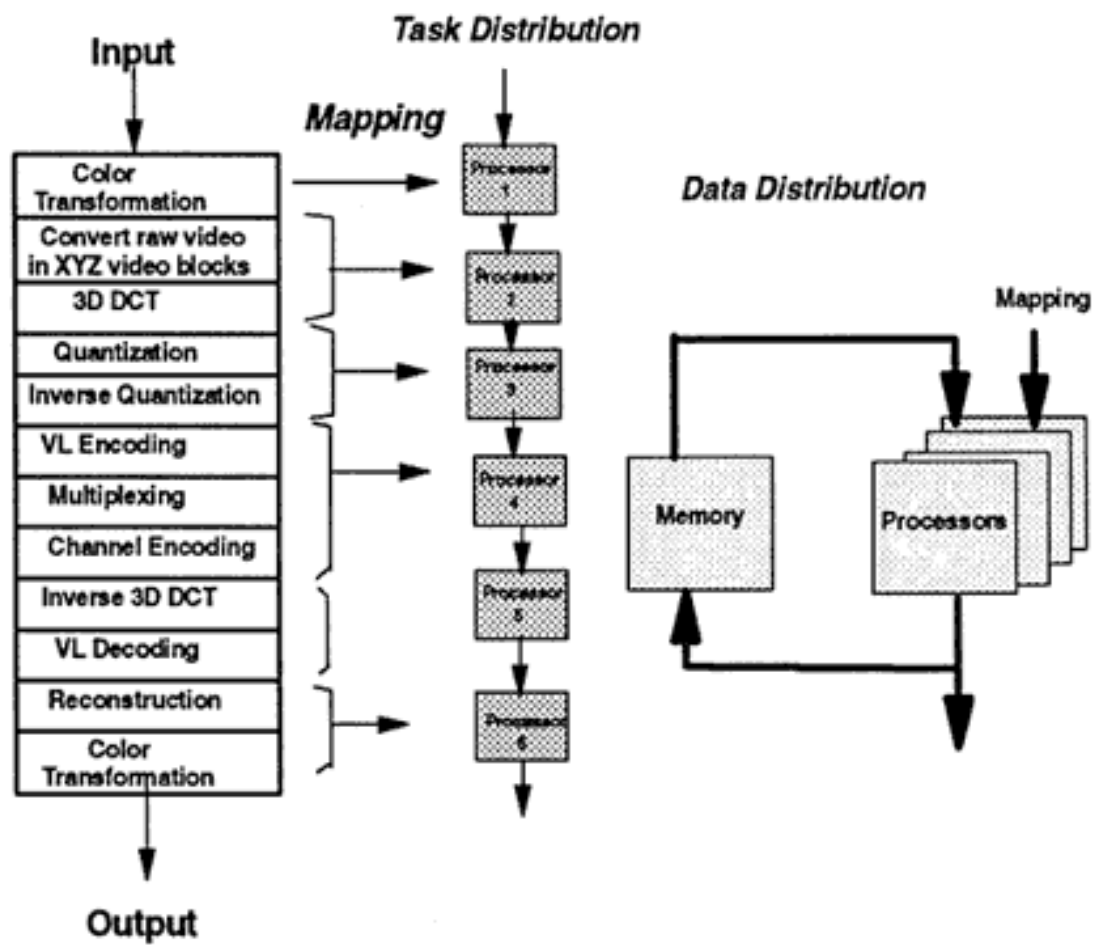 Task Distribution
Input
Mapping
Color
Transformation
Convert raw video
in XYZ video blocks
3D DCT
Quantization
Inverse Quantization
VL Encoding
Multiplexing
Channel Encoding
Inverse 3D DCT
VL Decoding
Reconstruction
Color
Transformation
Output
Processor
1
Processor
2
Processor
3
Processor
4
Processor
5
Processor
6
Data Distribution
Mapping
Memory
Processors